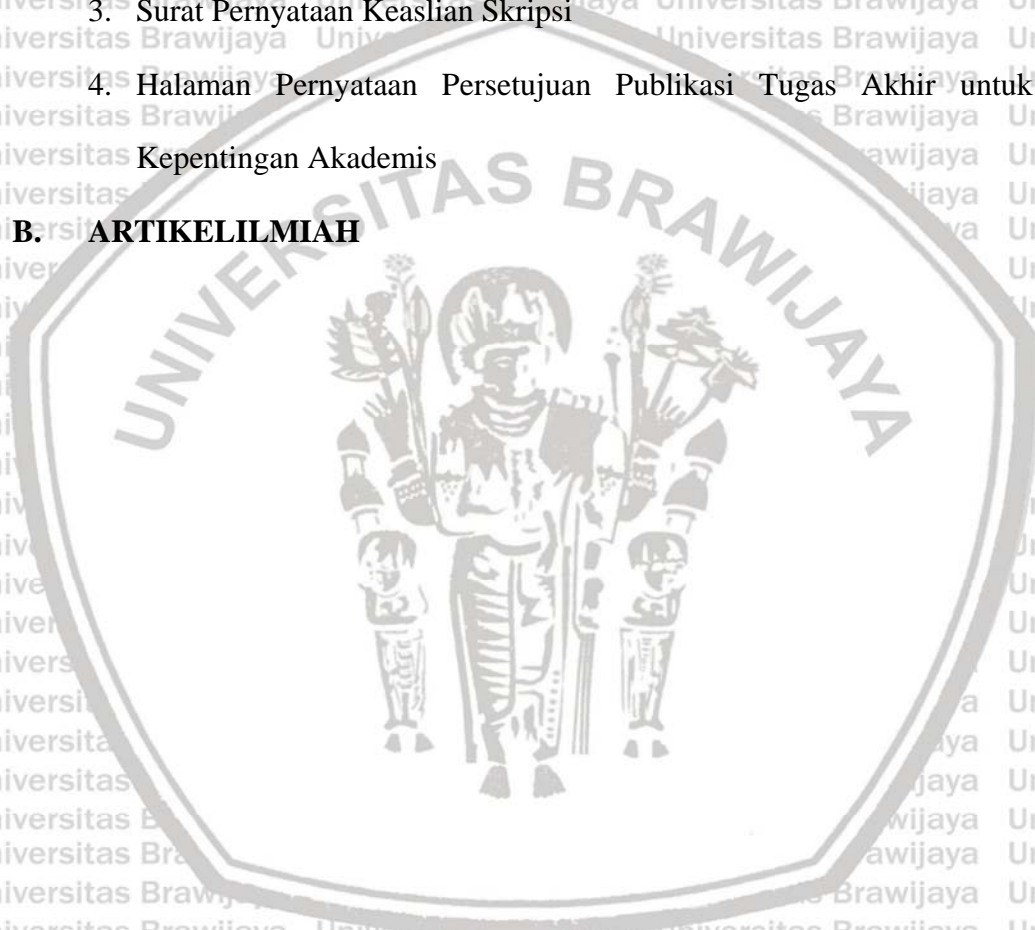 3. Surat Pernyataan Keaslian Skripsi
4. Halaman Pernyataan Persetujuan Publikasi Tugas Akhir untuk
Kepentingan Akademis
B. ARTIKELILMIAH
UNIVERSITAS BRAWIJAYA